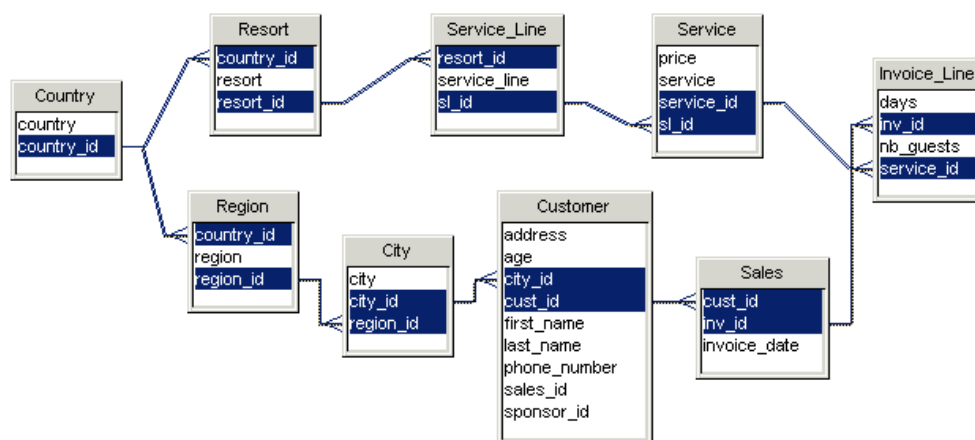 Resort
country_id
resort
resort_id
Service_Line
resort_id
service_line
sl_id
Service
price
service
service_id
sl_id
Invoice_Line
days
inv_id
nb_guests
service_id
Country
country
country_id
Region
country_id
region
region_id
City
city
city_id
region_id
Customer
address
age
city_id
cust_id
first_name
last_name
phone_number
sales_id
sponsor_id
Sales
cust_id
inv_id
invoice_date